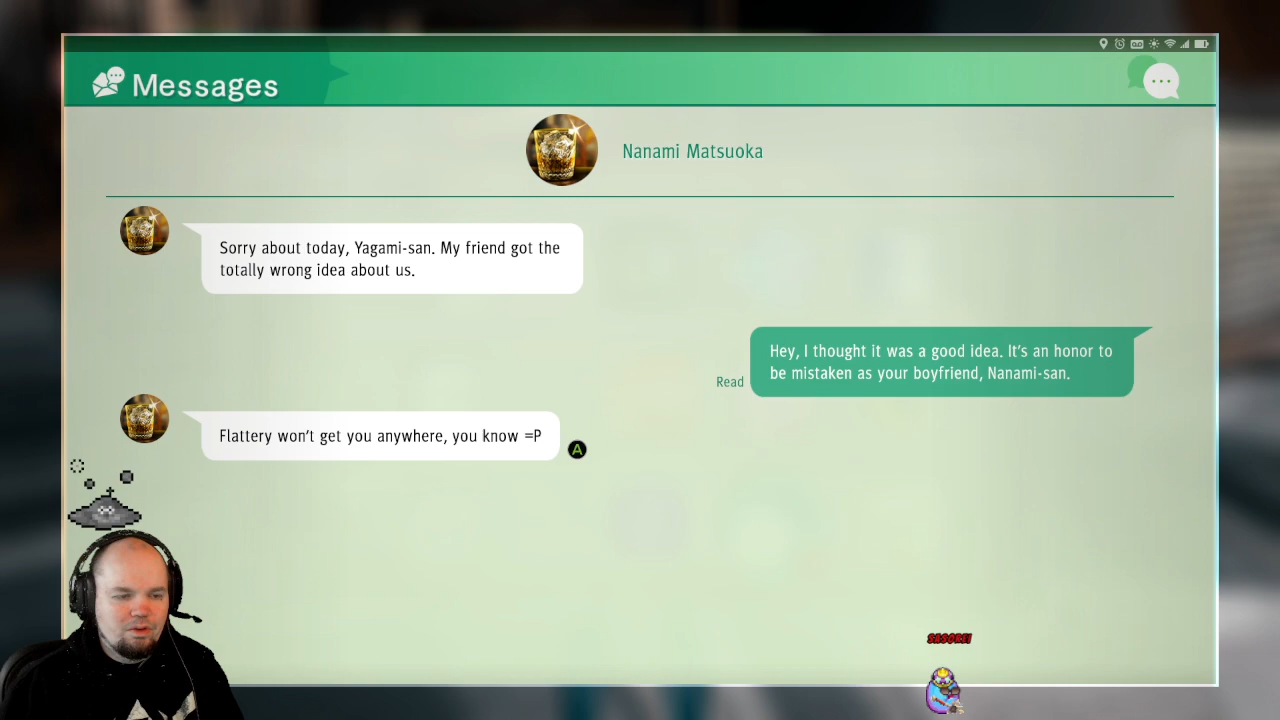 Messages
Nanami Matsuoka
Sorry about today, Yagami-san. My friend got the
totally wrong idea about us.
Hey, I thought it was a good idea. It's an honor to
be mistaken as your boyfriend, Nanami-san.
Read
Flattery won't get you anywhere, you know =P
A